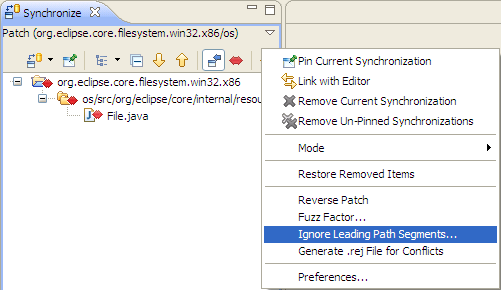 Synchronize
Patch (org.eclipse.core.filesystem.win32.x86/os)
org.eclipse.core.filesystem.win32.x86
os/src/org/eclipse/core/internal/resou
File.java
Pin Current Synchronization
Link with Editor
Remove Current Synchronization
Remove Un-Pinned Synchronizations
Mode
Restore Removed Items
Reverse Patch
Fuzz Factor...
Ignore Leading Path Segments...
Generate .rej File for Conflicts
Preferences...